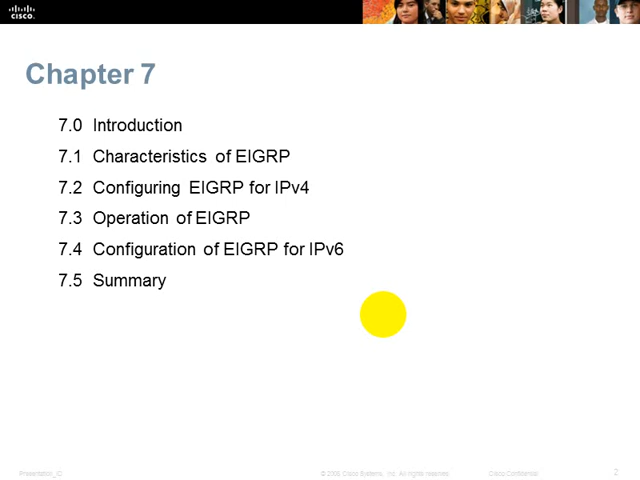 CISCO.
Chapter 7
7.0 Introduction
7.1 Characteristics of EIGRP
7.2 Configuring EIGRP for IPv4
7.3 Operation of EIGRP
7.4 Configuration of EIGRP for IPv6
7.5 Summary
Presentation_ID © 2008 Cisco Systems, Inc. All rights reserved. Cisco Confidential 2